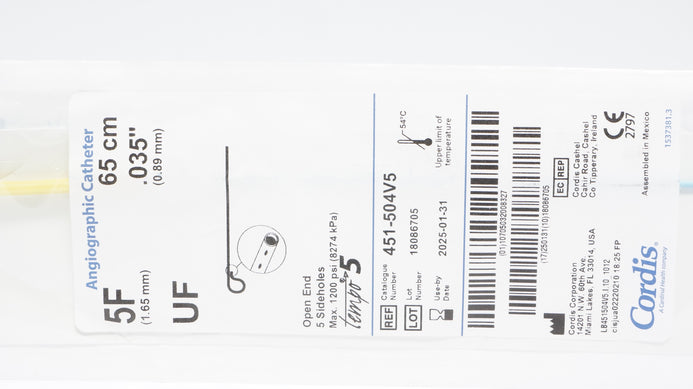 Angiographic Catheter
5F
65 cm
(1.65 mm)
.035"
(0.89 mm)
UF
Open End
5 Sideholes
Max. 1200 psi (8274 kPa)
tempo 5
REF Catalogue Number 451-504V5
LOT Lot Number 18086705
Use-by Date 2025-01-31
54°C
Upper limit of
temperature
(01)10705032008327
(17)250131(10)18086705
Cordis Corporation
14201 N.W. 60th Ave.
Miami Lakes, FL 33014, USA
EC REP
Cordis Cashel
Cahir Road, Cashel
Co Tipperary, Ireland
CE
2797
Assembled in Mexico
Cordis®
A Cardinal Health company
1537381.3